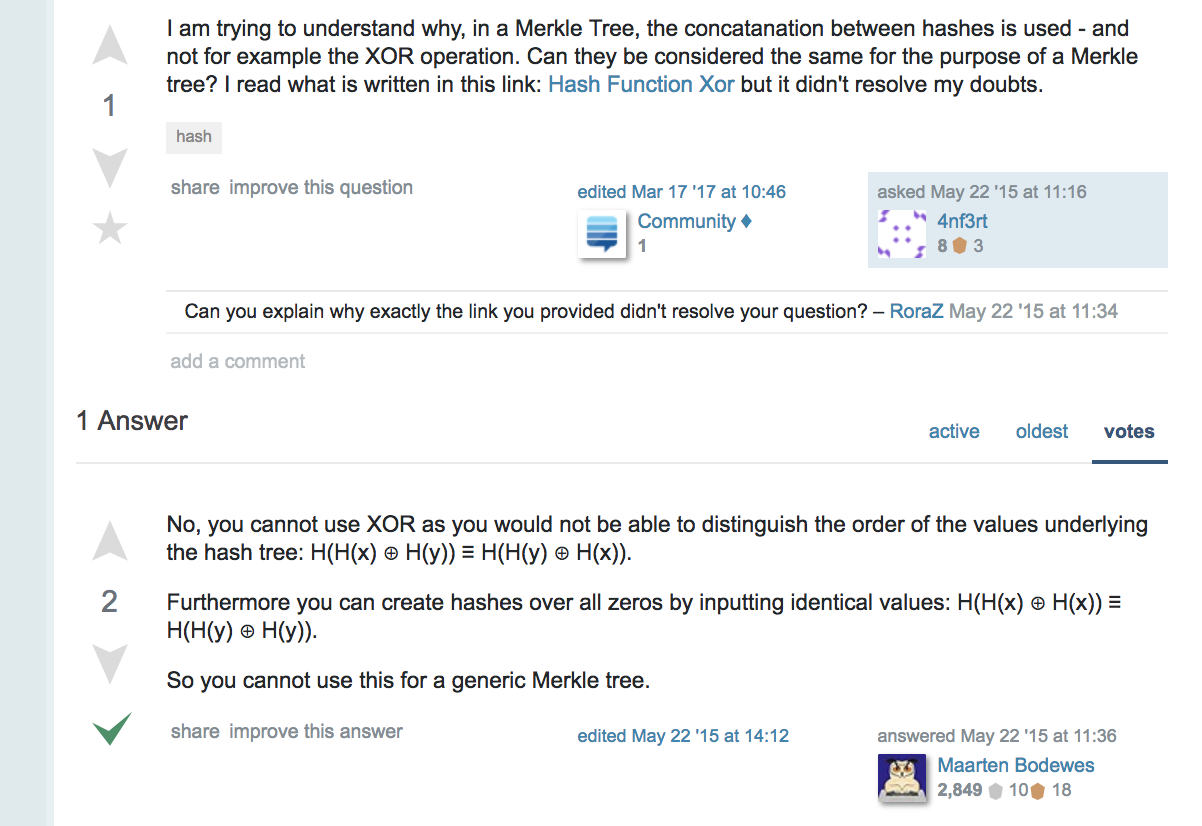 I am trying to understand why, in a Merkle Tree, the concatanation between hashes is used - and
not for example the XOR operation. Can they be considered the same for the purpose of a Merkle
tree? I read what is written in this link: Hash Function Xor but it didn't resolve my doubts.
1
hash
share improve this question
edited Mar 17 '17 at 10:46
Community ♦
1
asked May 22 '15 at 11:16
4nf3rt
8 3
Can you explain why exactly the link you provided didn't resolve your question? – RoraZ May 22 '15 at 11:34
add a comment
1 Answer
active oldest votes
No, you cannot use XOR as you would not be able to distinguish the order of the values underlying
the hash tree: H(H(x) ⊕ H(y)) ≡ H(H(y) ⊕ H(x)).
2
Furthermore you can create hashes over all zeros by inputting identical values: H(H(x) ⊕ H(x)) ≡
H(H(y) ⊕ H(y)).
So you cannot use this for a generic Merkle tree.
share improve this answer
edited May 22 '15 at 14:12
answered May 22 '15 at 11:36
Maarten Bodewes
2,849 10 18